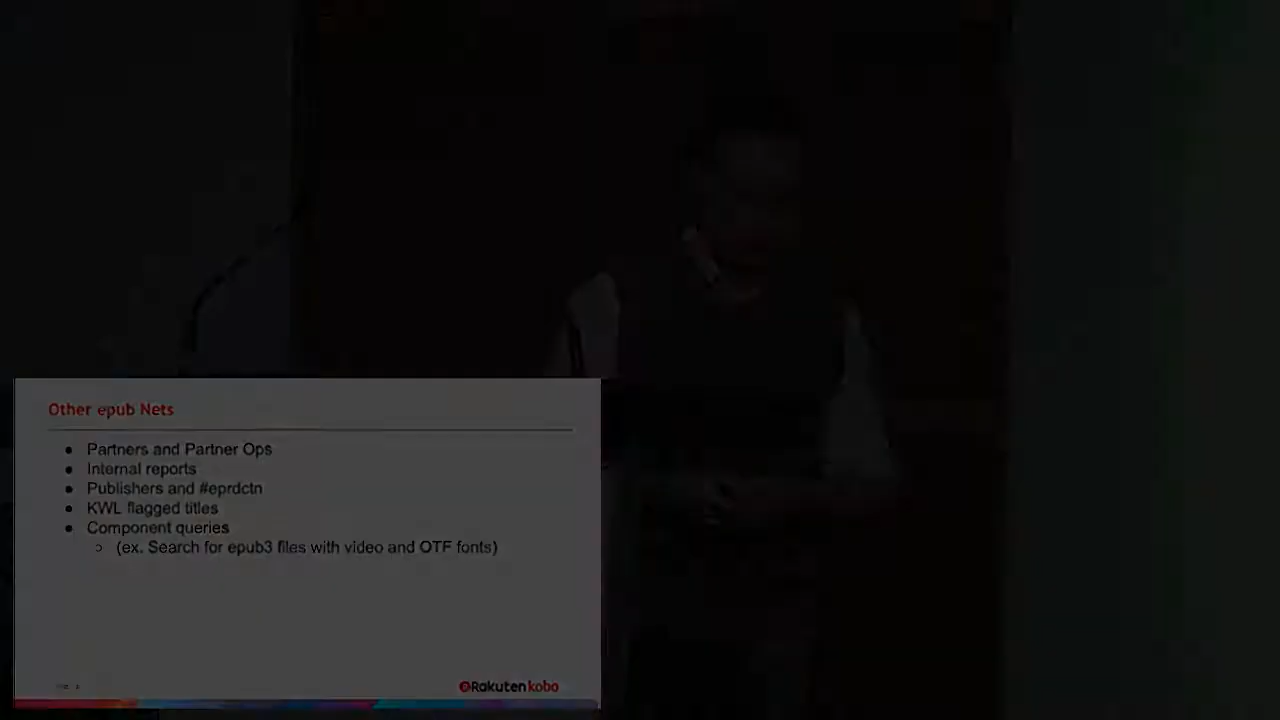 Other epub Nets
● Partners and Partner Ops
● Internal reports
● Publishers and #eprdctn
● KWL flagged titles
● Component queries
○ (ex. Search for epub3 files with video and OTF fonts)
Rakuten kobo